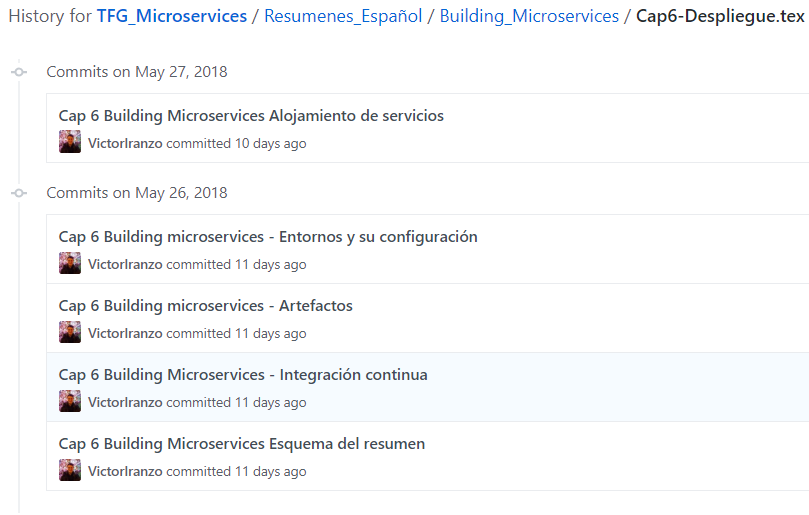 History for TFG_Microservices / Resumenes_Español / Building_Microservices / Cap6-Despliegue.tex
Commits on May 27, 2018
Cap 6 Building Microservices Alojamiento de servicios
VictorIranzo committed 10 days ago
Commits on May 26, 2018
Cap 6 Building microservices - Entornos y su configuración
VictorIranzo committed 11 days ago
Cap 6 Building microservices - Artefactos
VictorIranzo committed 11 days ago
Cap 6 Building Microservices - Integración continua
VictorIranzo committed 11 days ago
Cap 6 Building Microservices Esquema del resumen
VictorIranzo committed 11 days ago